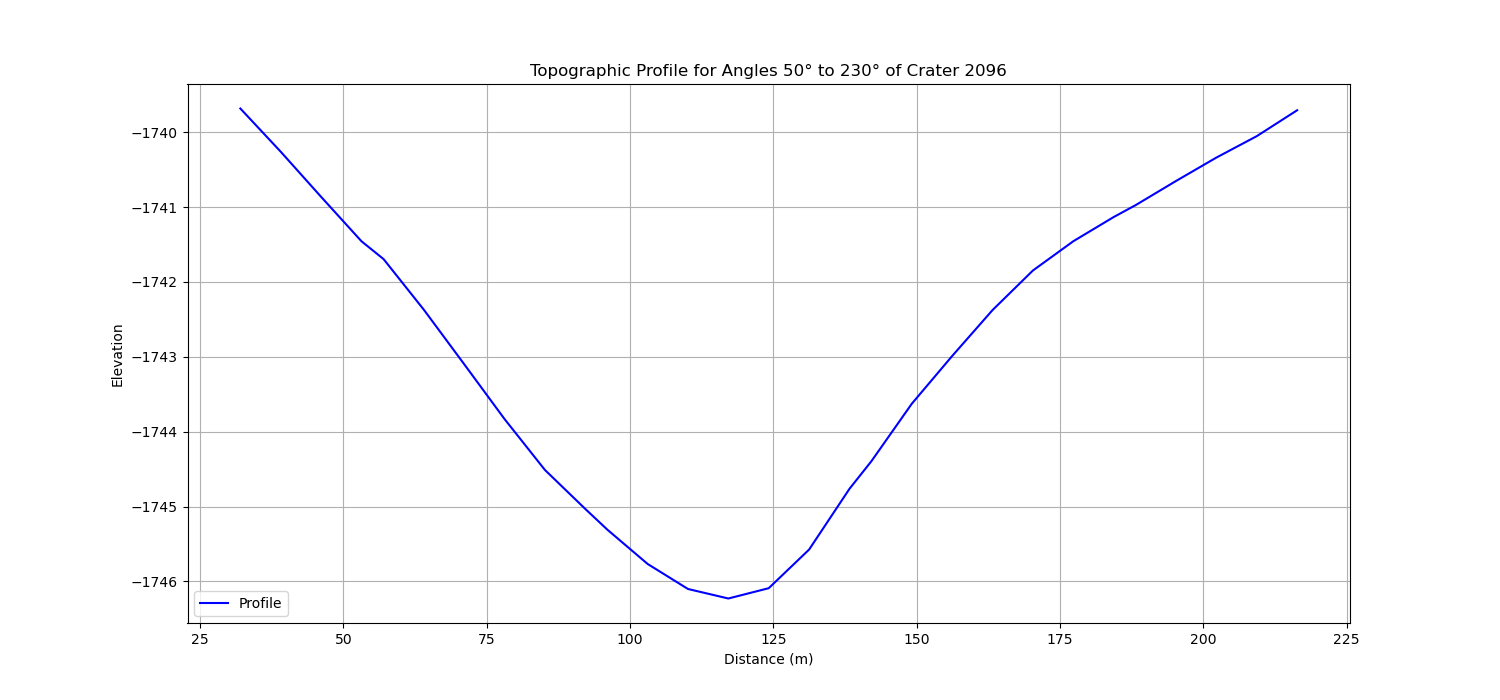 Topographic Profile for Angles 50° to 230° of Crater 2096
−1740
−1741
−1742
−1743
−1744
−1745
−1746
Elevation
Profile
25 50 75 100 125 150 175 200 225
Distance (m)